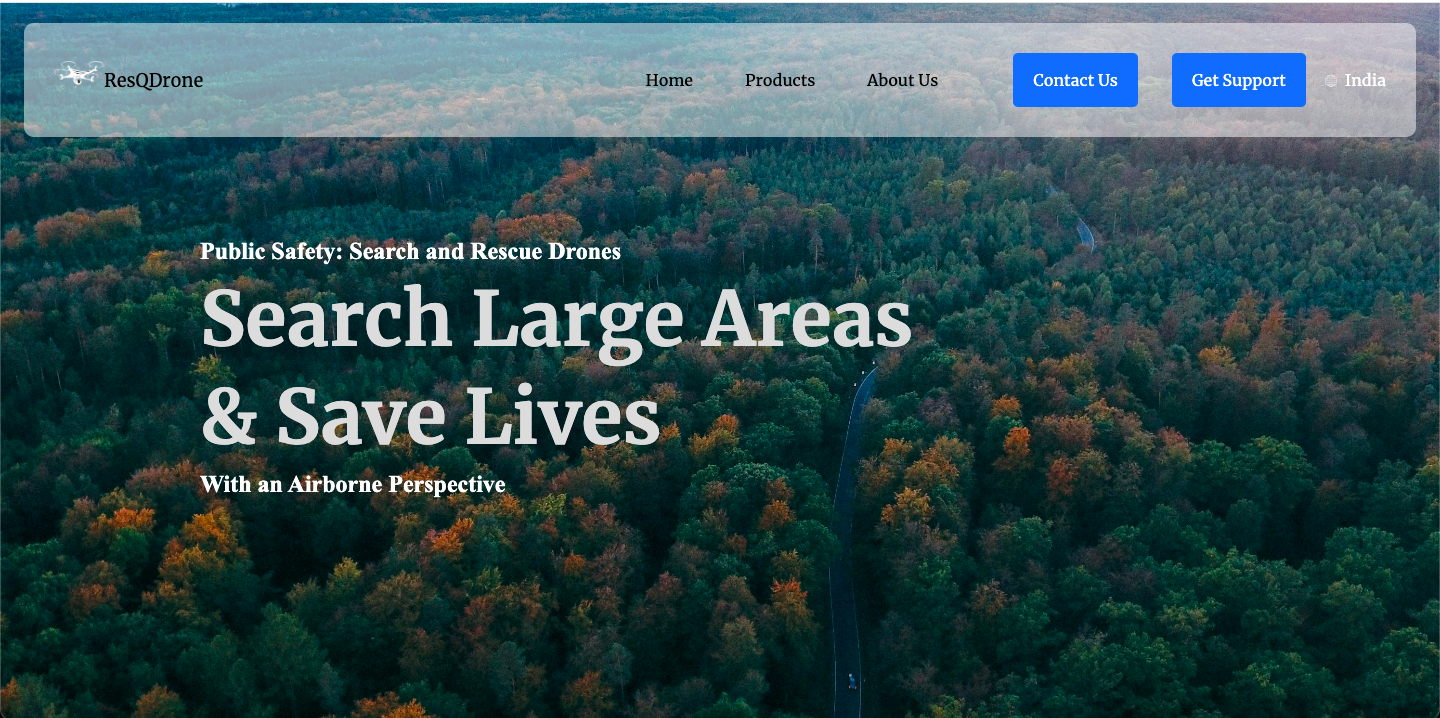 ResQDrone
Home
Products
About Us
Contact Us
Get Support
India
Public Safety: Search and Rescue Drones
Search Large Areas
& Save Lives
With an Airborne Perspective